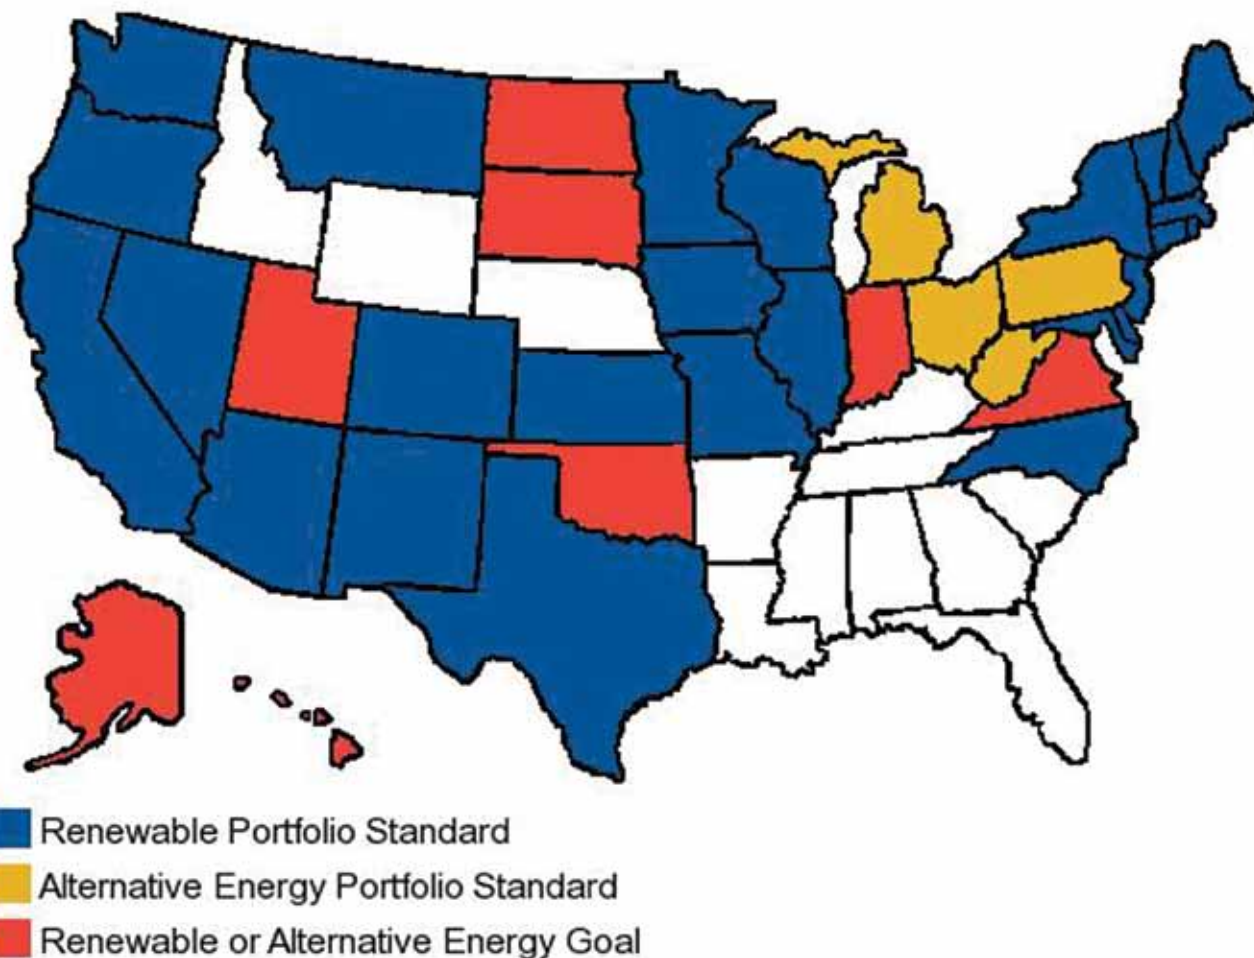 Renewable Portfolio Standard
Alternative Energy Portfolio Standard
Renewable or Alternative Energy Goal